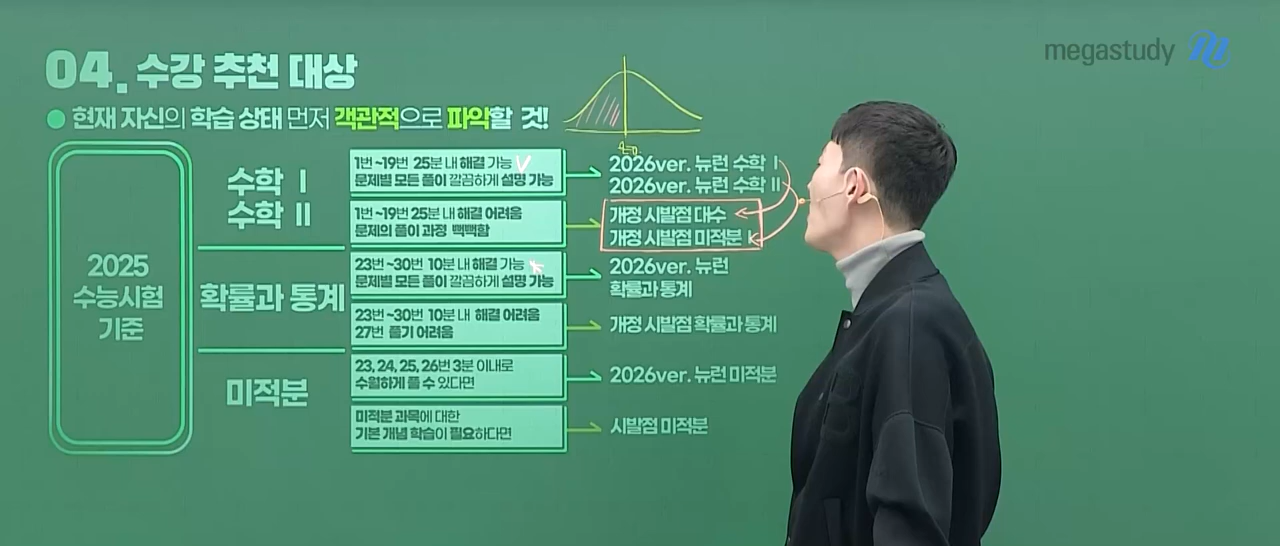 megastudy M
04. 수강 추천 대상
현재 자신의 학습 상태 먼저 객관적으로 파악할 것!
2025
수능시험
기준
수학 I
수학 II
1번~19번 25분 내 해결 가능
문제별 모든 풀이 깔끔하게 설명 가능
2026ver. 뉴런 수학 I
2026ver. 뉴런 수학 II
1번~19번 25분 내 해결 어려움
문제의 풀이 과정 빽빽함
개정 시발점 대수
개정 시발점 미적분 I
확률과 통계
23번~30번 10분 내 해결 가능
문제별 모든 풀이 깔끔하게 설명 가능
2026ver. 뉴런
확률과 통계
23번~30번 10분 내 해결 어려움
27번 풀기 어려움
개정 시발점 확률과 통계
미적분
23, 24, 25, 26번 3분 이내로
수월하게 풀 수 있다면
2026ver. 뉴런 미적분
미적분 과목에 대한
기본 개념 학습이 필요하다면
시발점 미적분